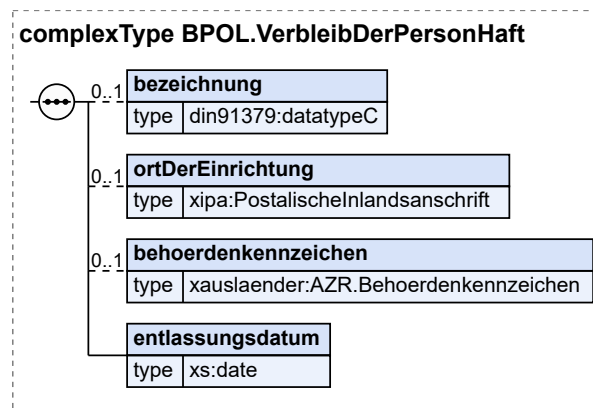 complexType BPOL.VerbleibDerPersonHaft
0..1
bezeichnung
type din91379:datatypeC
0..1
ortDerEinrichtung
type xipa:PostalischeInlandsanschrift
0..1
behoerdenkennzeichen
type xauslaender:AZR.Behoerdenkennzeichen
entlassungsdatum
type xs:date